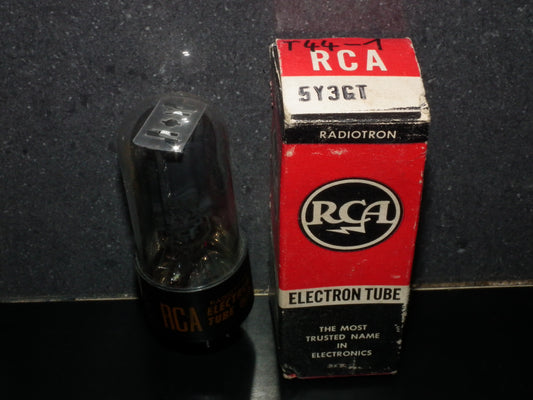 T44-1
RCA
5Y3GT
RADIOTRON
RCA
ELECTRON TUBE
THE MOST
TRUSTED NAME
IN
ELECTRONICS
RCA
ELECTRON
TUBE